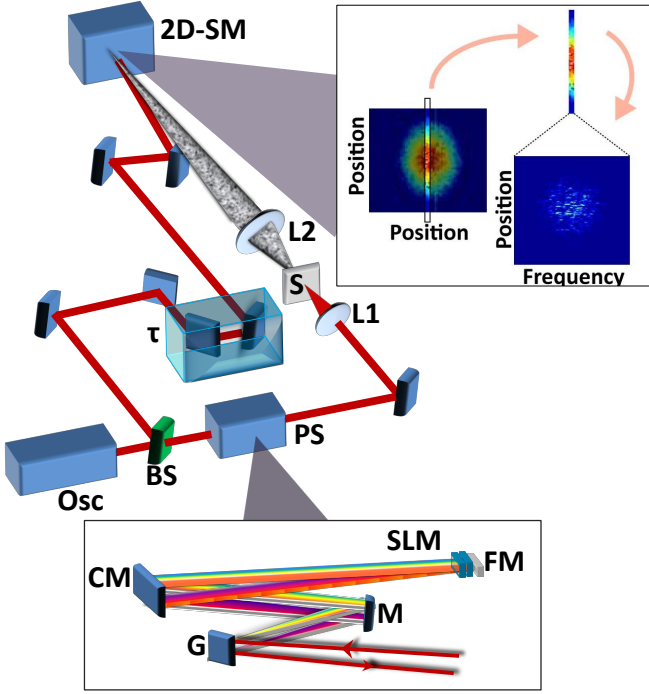 2D-SM
Position
Position
Position
Frequency
L2
S
L1
τ
PS
BS
Osc
SLM
FM
CM
M
G